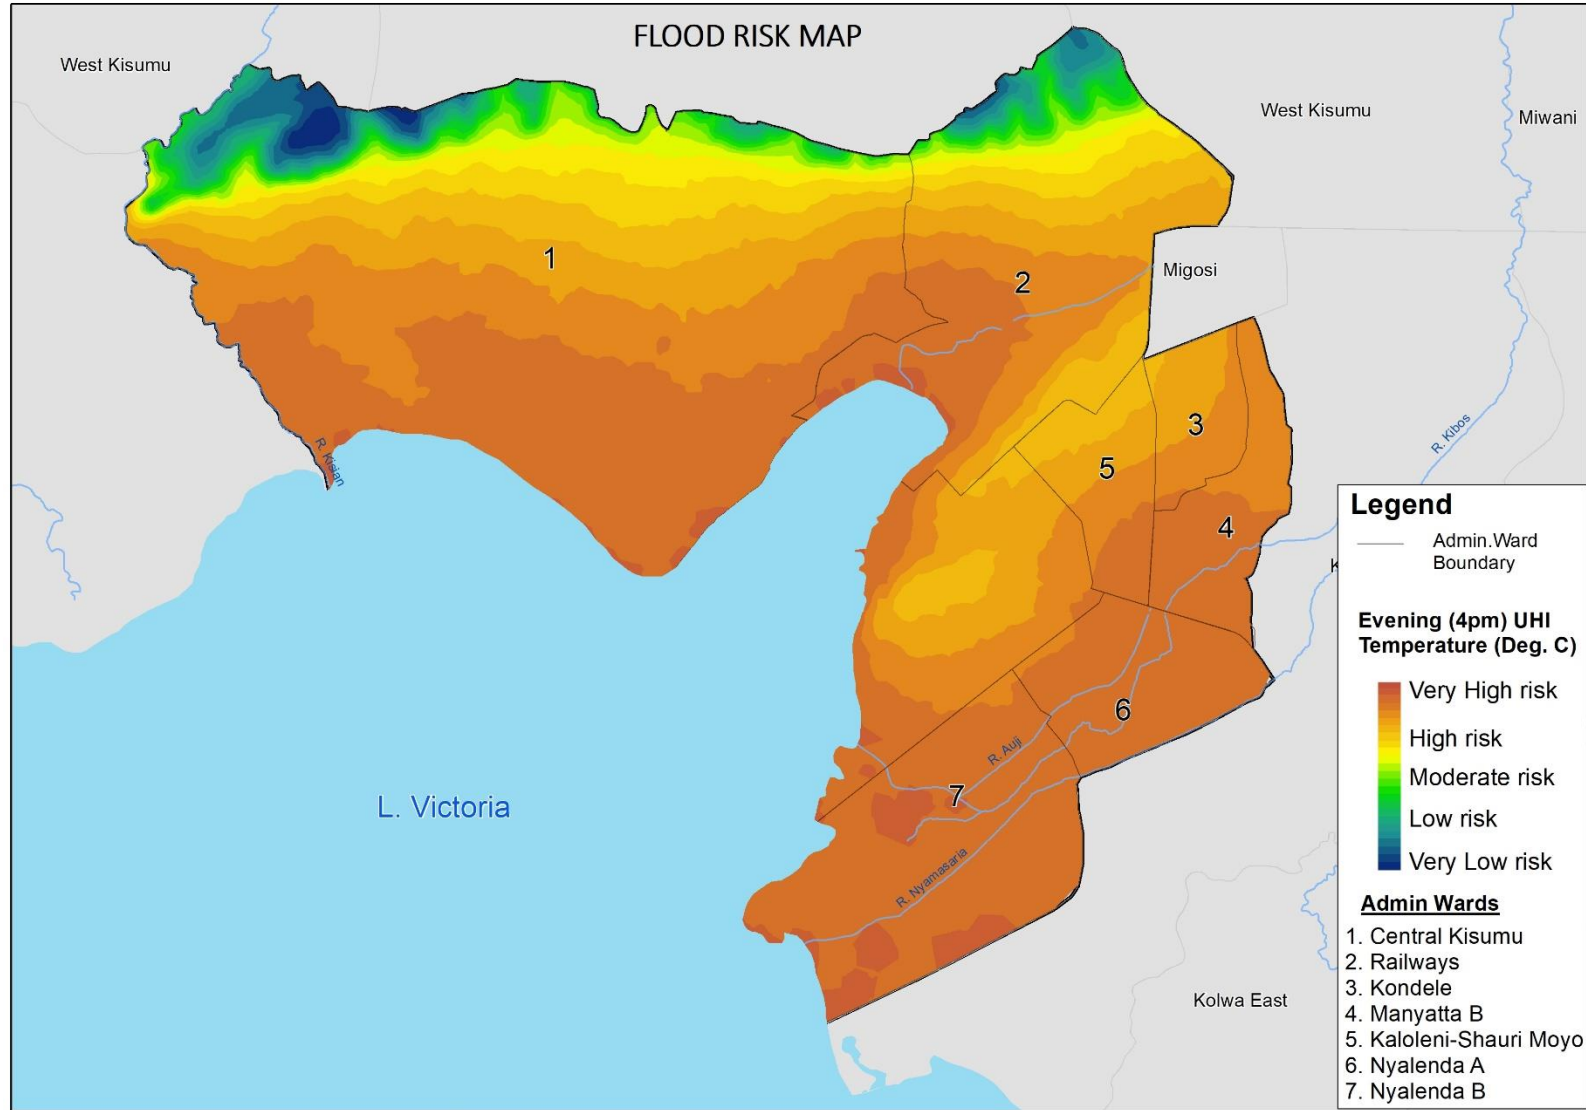 FLOOD RISK MAP
West Kisumu
West Kisumu
Miwani
1
2
Migosi
3
R. Kibos
5
R. Kisian
4
K
6
R. Auji
7
L. Victoria
R. Nyamasaria
Kolwa East
Legend
Admin.Ward
Boundary
Evening (4pm) UHI
Temperature (Deg. C)
Very High risk
High risk
Moderate risk
Low risk
Very Low risk
Admin Wards
1. Central Kisumu
2. Railways
3. Kondele
4. Manyatta B
5. Kaloleni-Shauri Moyo
6. Nyalenda A
7. Nyalenda B